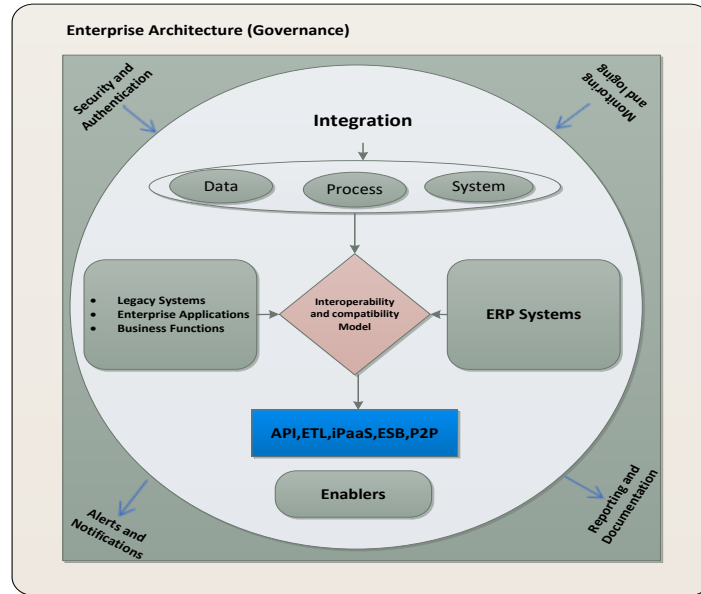 Enterprise Architecture (Governance)
Security and
Authentication
Monitoring
and loging
Integration
Data
Process
System
• Legacy Systems
• Enterprise Applications
• Business Functions
Interoperability
and compatibility
Model
ERP Systems
API,ETL,iPaaS,ESB,P2P
Enablers
Alerts and
Notifications
Reporting and
Documentation